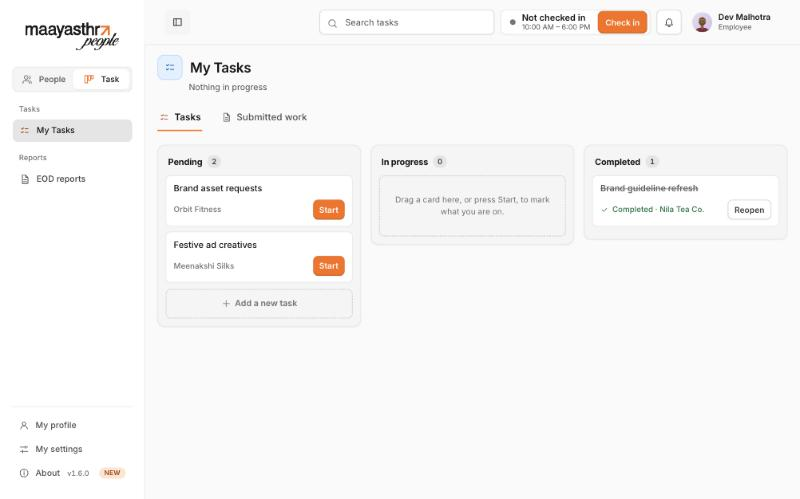 maayasthr
people
People
Task
Tasks
My Tasks
Reports
EOD reports
My profile
My settings
About v1.6.0 NEW
Search tasks
Not checked in
10:00 AM – 6:00 PM
Check in
Dev Malhotra
Employee
My Tasks
Nothing in progress
Tasks
Submitted work
Pending 2
Brand asset requests
Orbit Fitness
Start
Festive ad creatives
Meenakshi Silks
Start
+ Add a new task
In progress 0
Drag a card here, or press Start, to mark
what you are on.
Completed 1
Brand guideline refresh
✓ Completed · Nila Tea Co.
Reopen